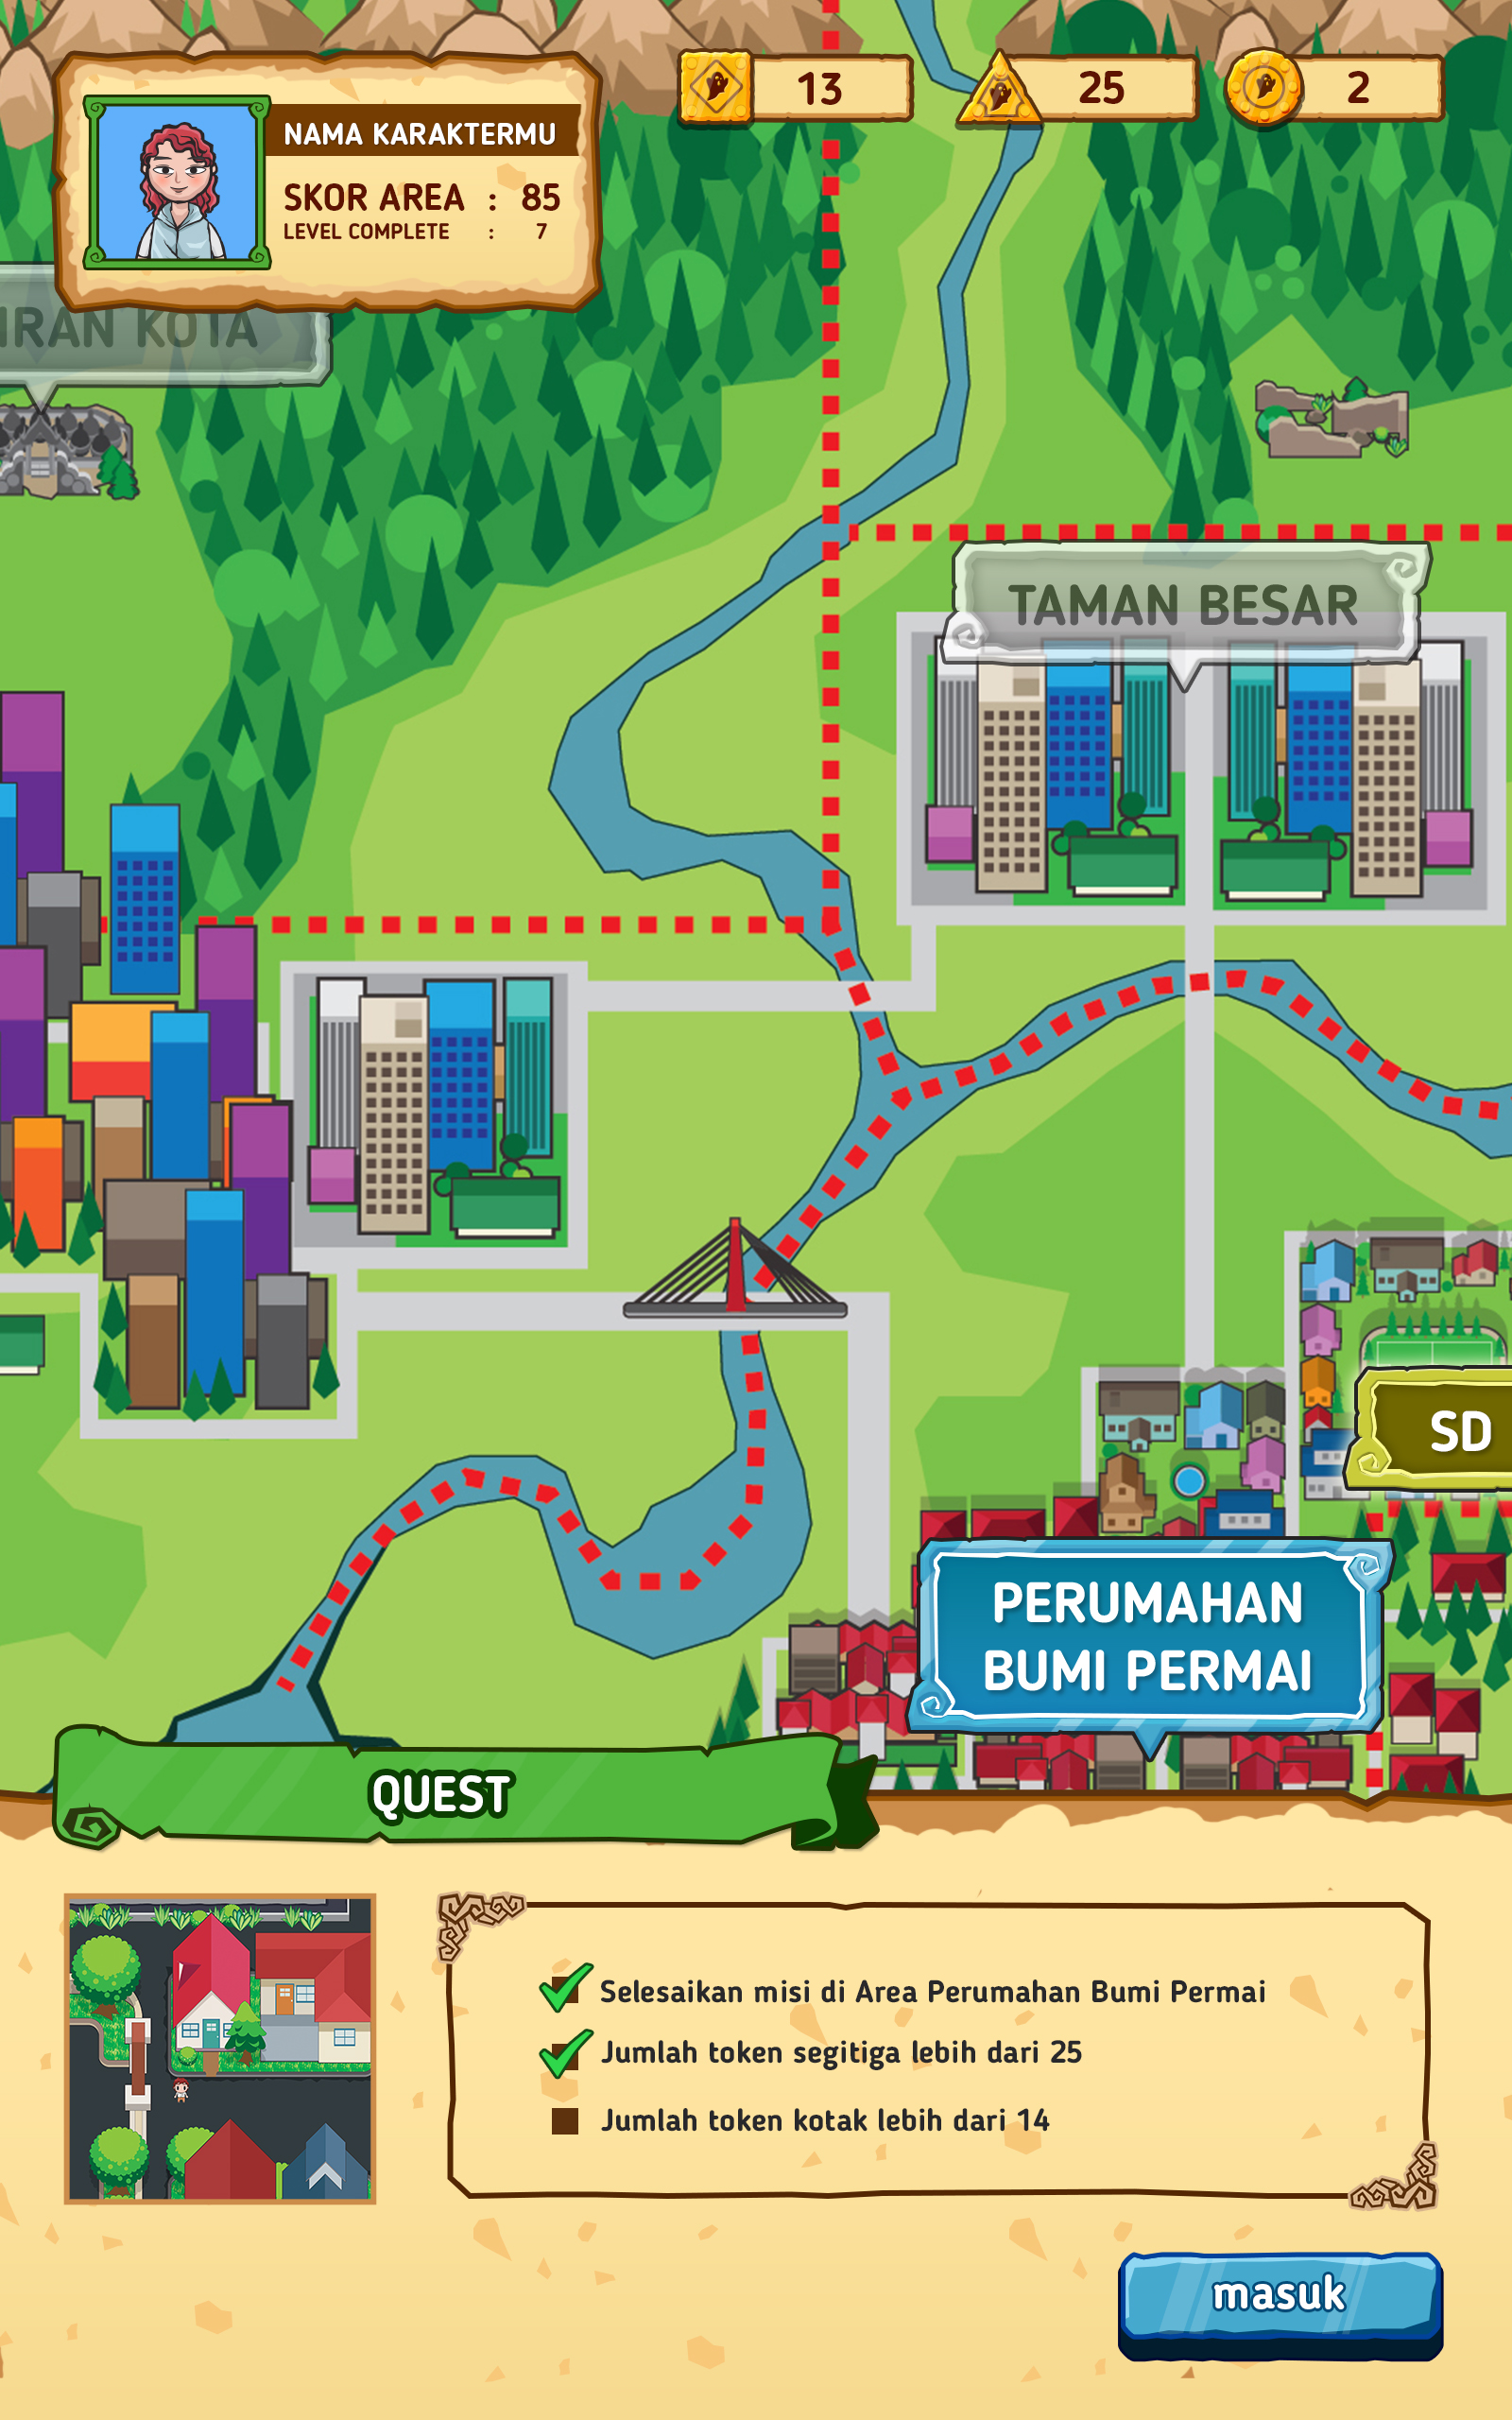 13
25
2
NAMA KARAKTERMU
SKOR AREA : 85
LEVEL COMPLETE : 7
IRAN KOTA
TAMAN BESAR
SD
PERUMAHAN
BUMI PERMAI
QUEST
Selesaikan misi di Area Perumahan Bumi Permai
Jumlah token segitiga lebih dari 25
Jumlah token kotak lebih dari 14
masuk